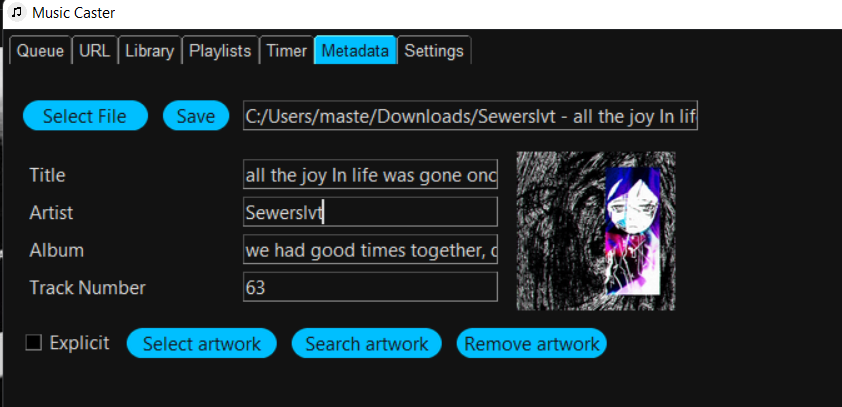 Music Caster
Queue URL Library Playlists Timer Metadata Settings
Select File Save C:/Users/maste/Downloads/Sewerslvt - all the joy In lif
Title all the joy In life was gone onc
Artist Sewerslvt
Album we had good times together, d
Track Number 63
Explicit Select artwork Search artwork Remove artwork